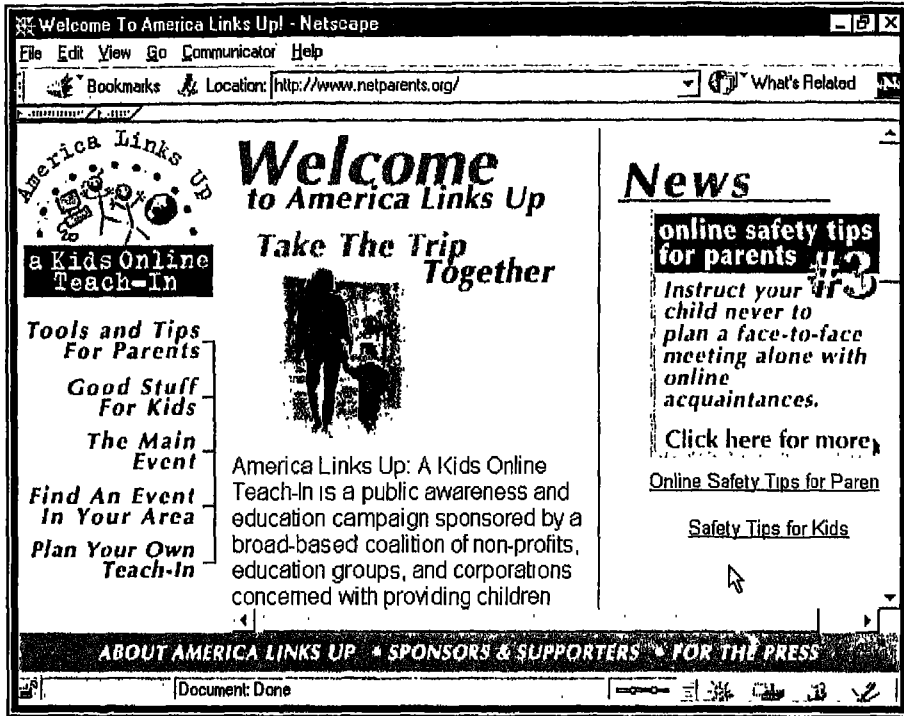 Welcome To America Links Up! - Netscape
File Edit View Go Communicator Help
Bookmarks Location: http://www.netparents.org/ What's Related
America Links Up
a Kids Online
Teach-In
Tools and Tips
For Parents
Good Stuff
For Kids
The Main
Event
Find An Event
In Your Area
Plan Your Own
Teach-In
Welcome
to America Links Up
Take The Trip
Together
America Links Up: A Kids Online
Teach-In is a public awareness and
education campaign sponsored by a
broad-based coalition of non-profits,
education groups, and corporations
concerned with providing children
News
online safety tips
for parents #3
Instruct your
child never to
plan a face-to-face
meeting alone with
online
acquaintances.
Click here for more
Online Safety Tips for Paren
Safety Tips for Kids
ABOUT AMERICA LINKS UP • SPONSORS & SUPPORTERS • FOR THE PRESS
Document: Done